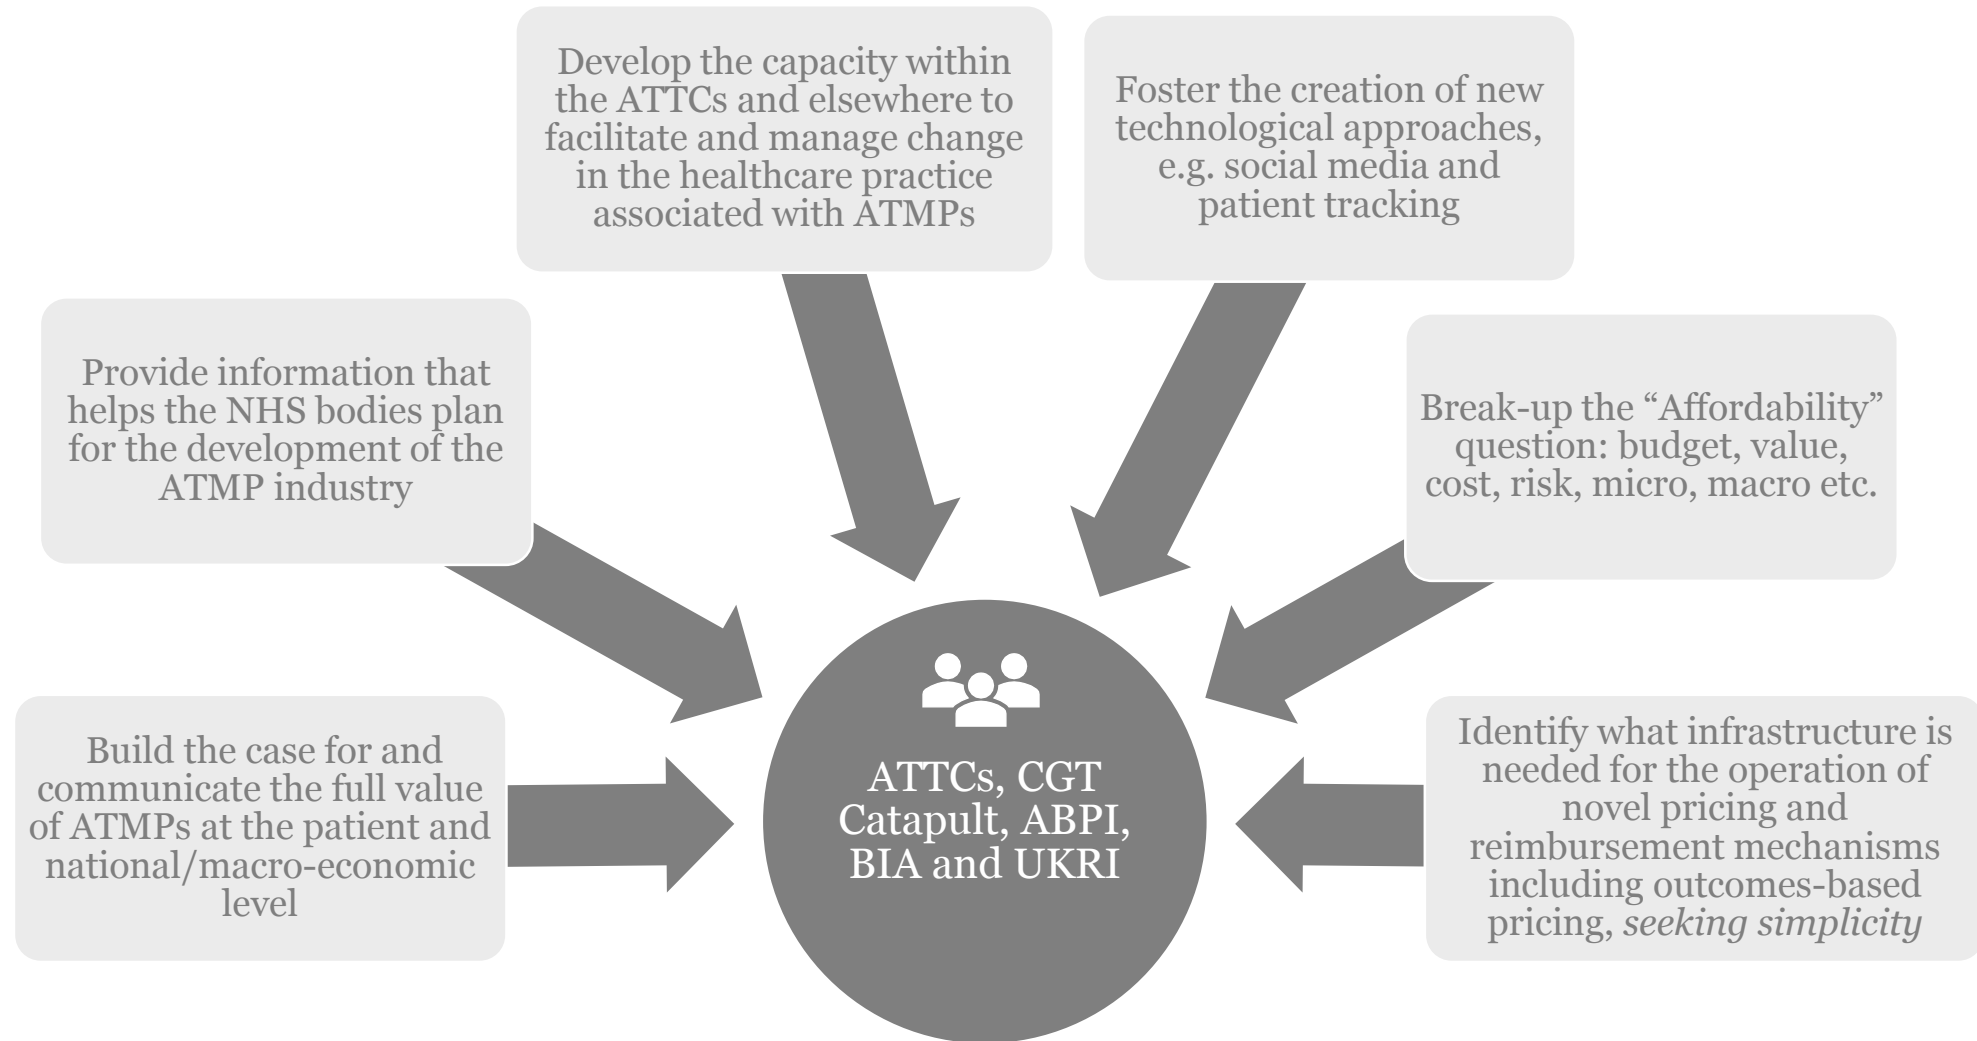 Develop the capacity within
the ATTCs and elsewhere to
facilitate and manage change
in the healthcare practice
associated with ATMPs
Foster the creation of new
technological approaches,
e.g. social media and
patient tracking
Provide information that
helps the NHS bodies plan
for the development of the
ATMP industry
Break-up the “Affordability”
question: budget, value,
cost, risk, micro, macro etc.
Build the case for and
communicate the full value
of ATMPs at the patient and
national/macro-economic
level
ATTCs, CGT
Catapult, ABPI,
BIA and UKRI
Identify what infrastructure is
needed for the operation of
novel pricing and
reimbursement mechanisms
including outcomes-based
pricing, seeking simplicity